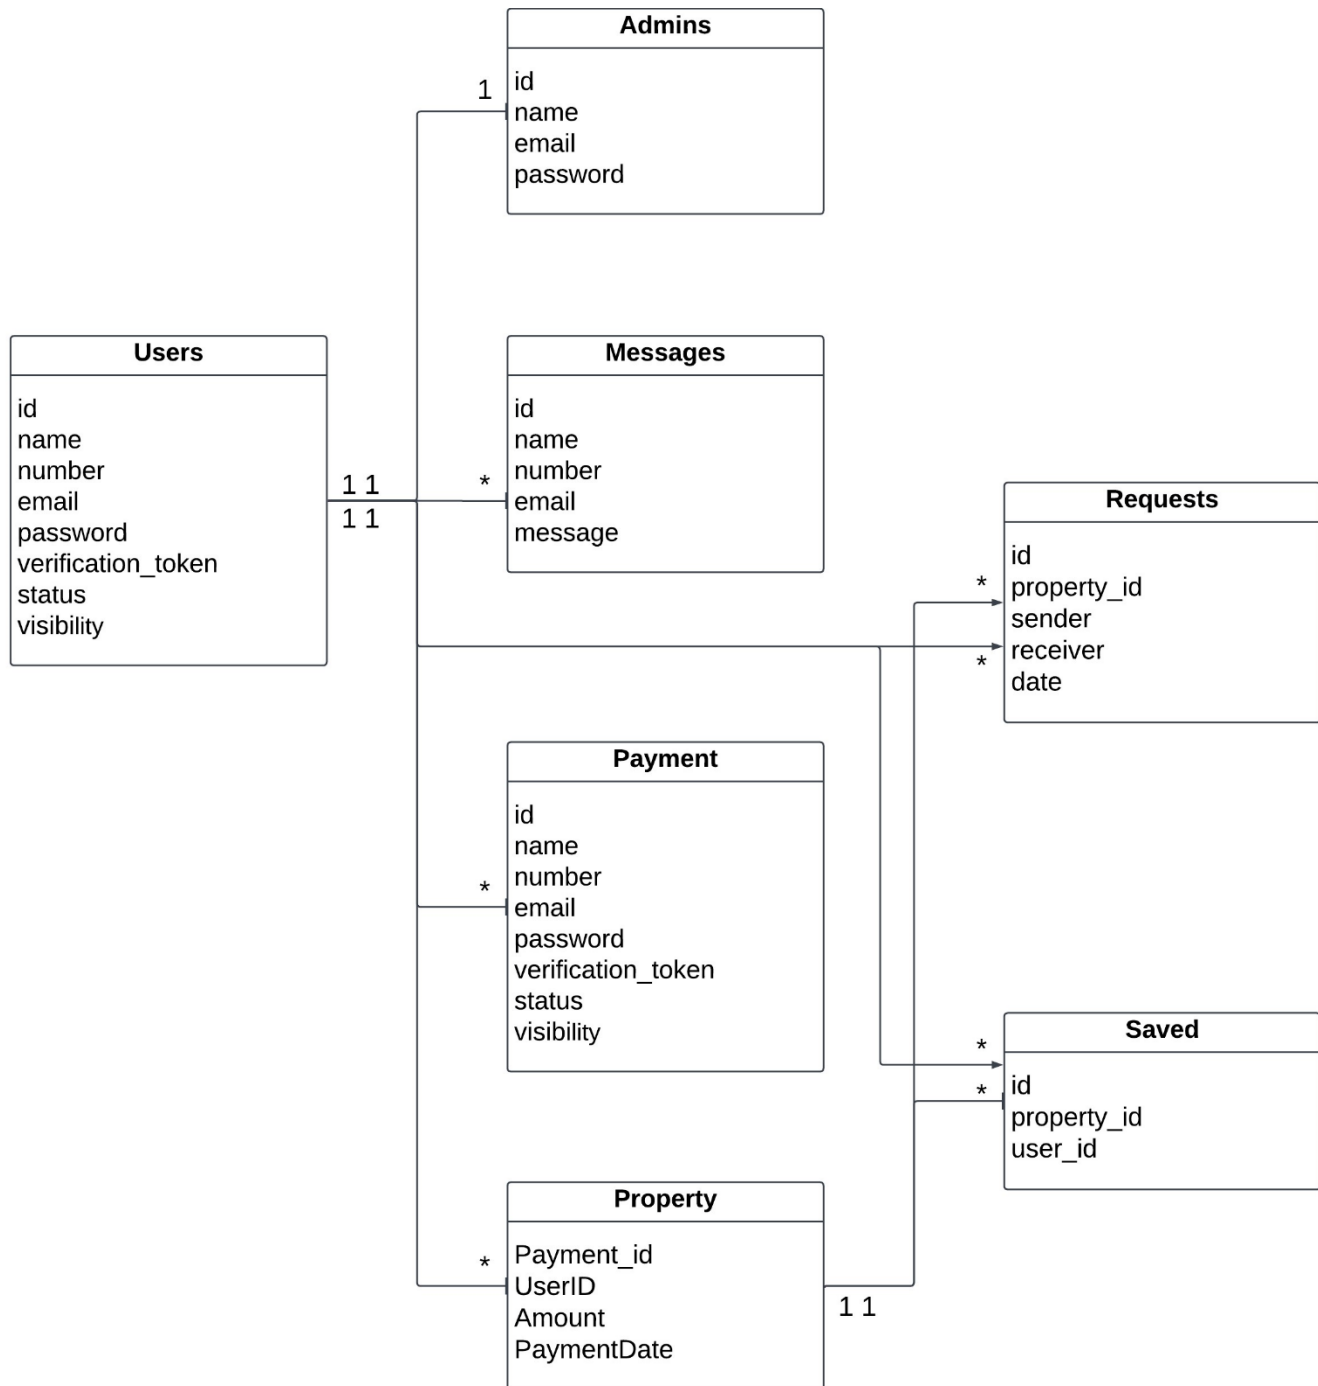 Admins
id
name
email
password
1
Users
id
name
number
email
password
verification_token
status
visibility
1 1
1 1
Messages
id
name
number
email
message
*
Requests
id
property_id
sender
receiver
date
*
*
Payment
id
name
number
email
password
verification_token
status
visibility
*
Saved
id
property_id
user_id
*
*
Property
Payment_id
UserID
Amount
PaymentDate
*
1 1